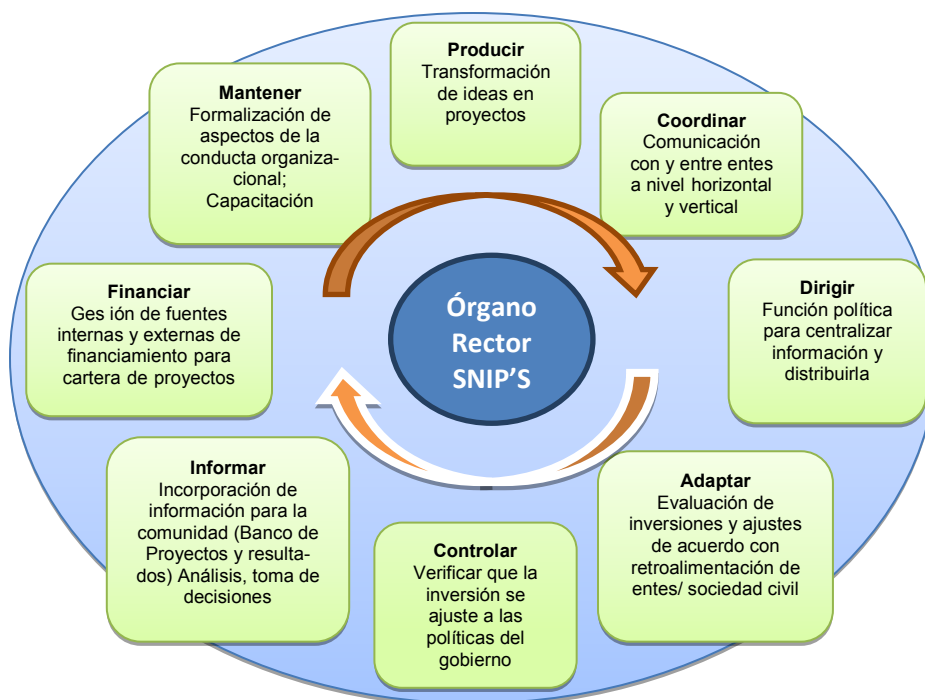 Producir
Transformación
de ideas en
proyectos
Coordinar
Comunicación
con y entre entes
a nivel horizontal
y vertical
Dirigir
Función política
para centralizar
información y
distribuirla
Adaptar
Evaluación de
inversiones y ajustes
de acuerdo con
retroalimentación de
entes/ sociedad civil
Controlar
Verificar que la
inversión se
ajuste a las
políticas del
gobierno
Informar
Incorporación de
información para la
comunidad (Banco de
Proyectos y resulta-
dos) Análisis, toma de
decisiones
Financiar
Ges ión de fuentes
internas y externas de
financiamiento para
cartera de proyectos
Mantener
Formalización de
aspectos de la
conducta organiza-
cional;
Capacitación
Órgano
Rector
SNIP'S